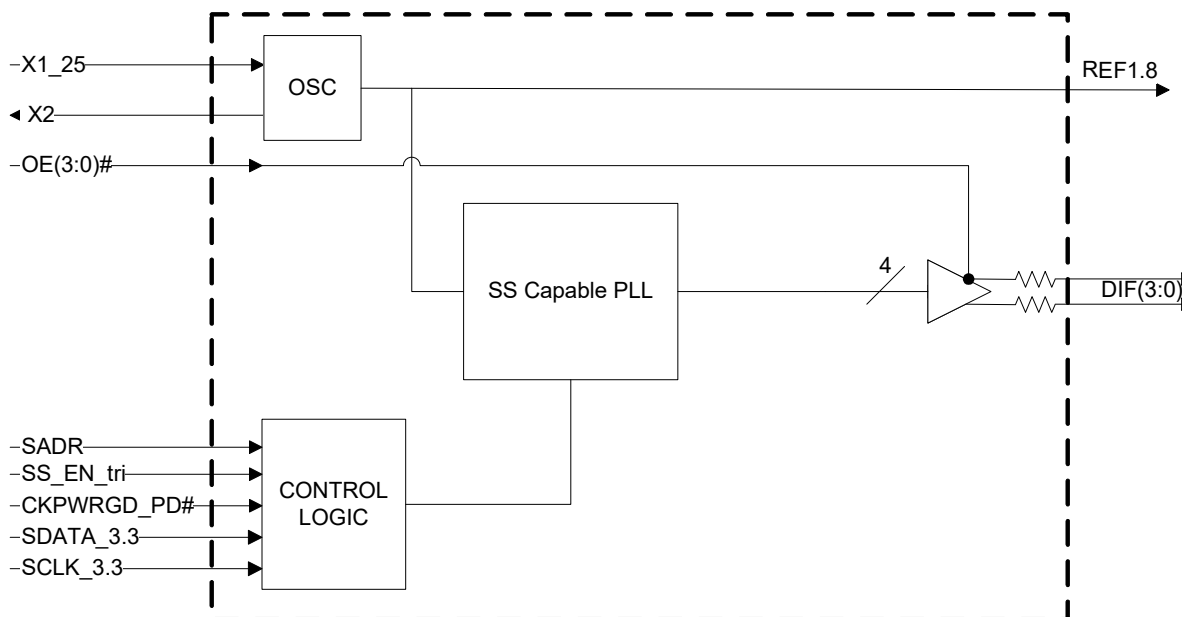 X1_25
OSC
REF1.8
X2
OE(3:0)#
4
SS Capable PLL
DIF(3:0)
SADR
SS_EN_tri
CKPWRGD_PD#
CONTROL
LOGIC
SDATA_3.3
SCLK_3.3